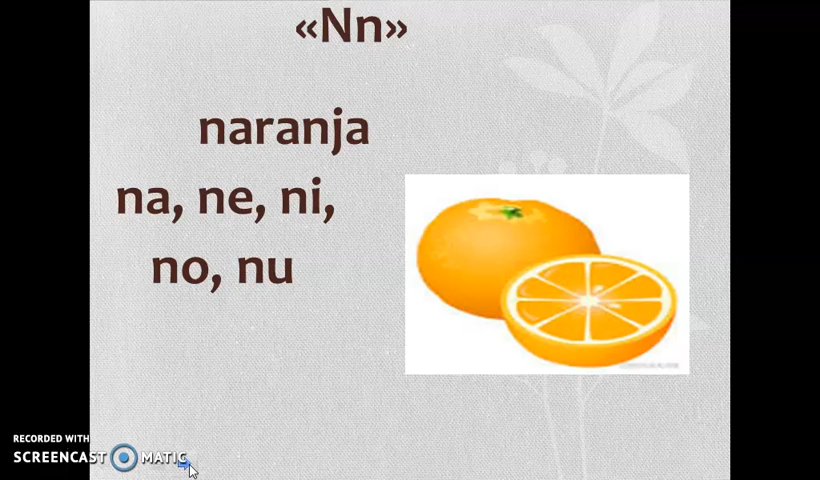 «Nn»
naranja
na, ne, ni,
no, nu
RECORDED WITH
SCREENCAST MATIC